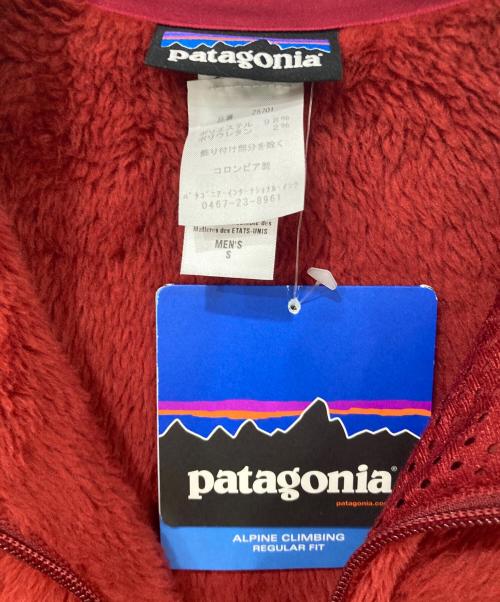 patagonia®
品番 25701
ポリエステル 98%
ポリウレタン 2%
飾り付け部分を除く
コロンビア製
パタゴニア・インターナショナル・インク
0467-23-8961
Matières des ETATS-UNIS
MEN'S
S
patagonia®
patagonia.com
ALPINE CLIMBING
REGULAR FIT